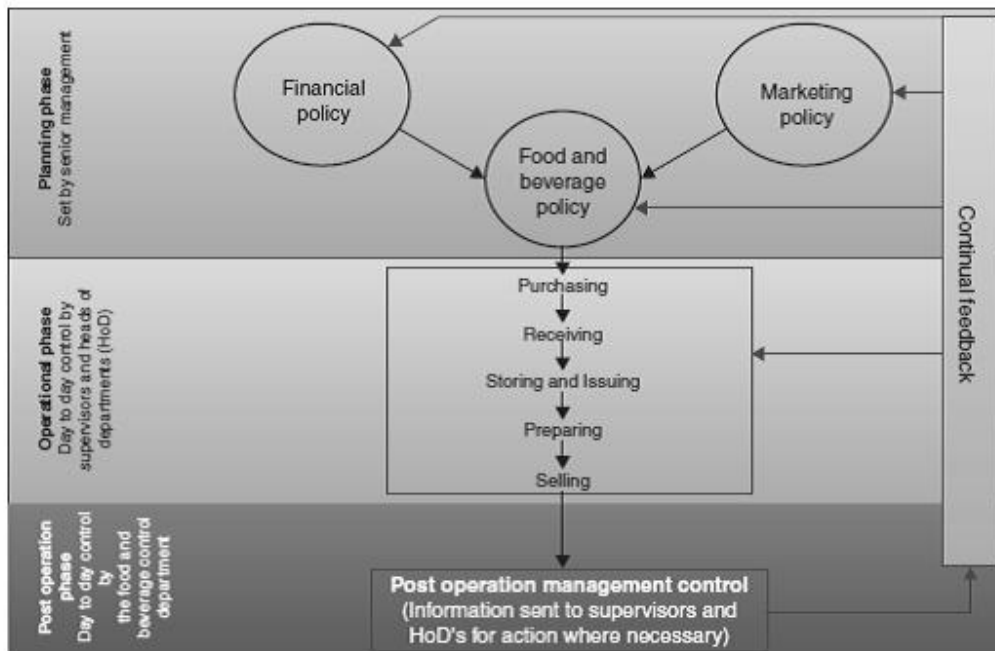 Planning phase
Set by senior management
Financial
policy
Marketing
policy
Food and
beverage
policy
Continual feedback
Operational phase
Day to day control by
supervisors and heads of
departments (HoD)
Purchasing
Receiving
Storing and Issuing
Preparing
Selling
Post operation
phase
Day to day control
by
the food and
beverage control
department
Post operation management control
(Information sent to supervisors and
HoD's for action where necessary)